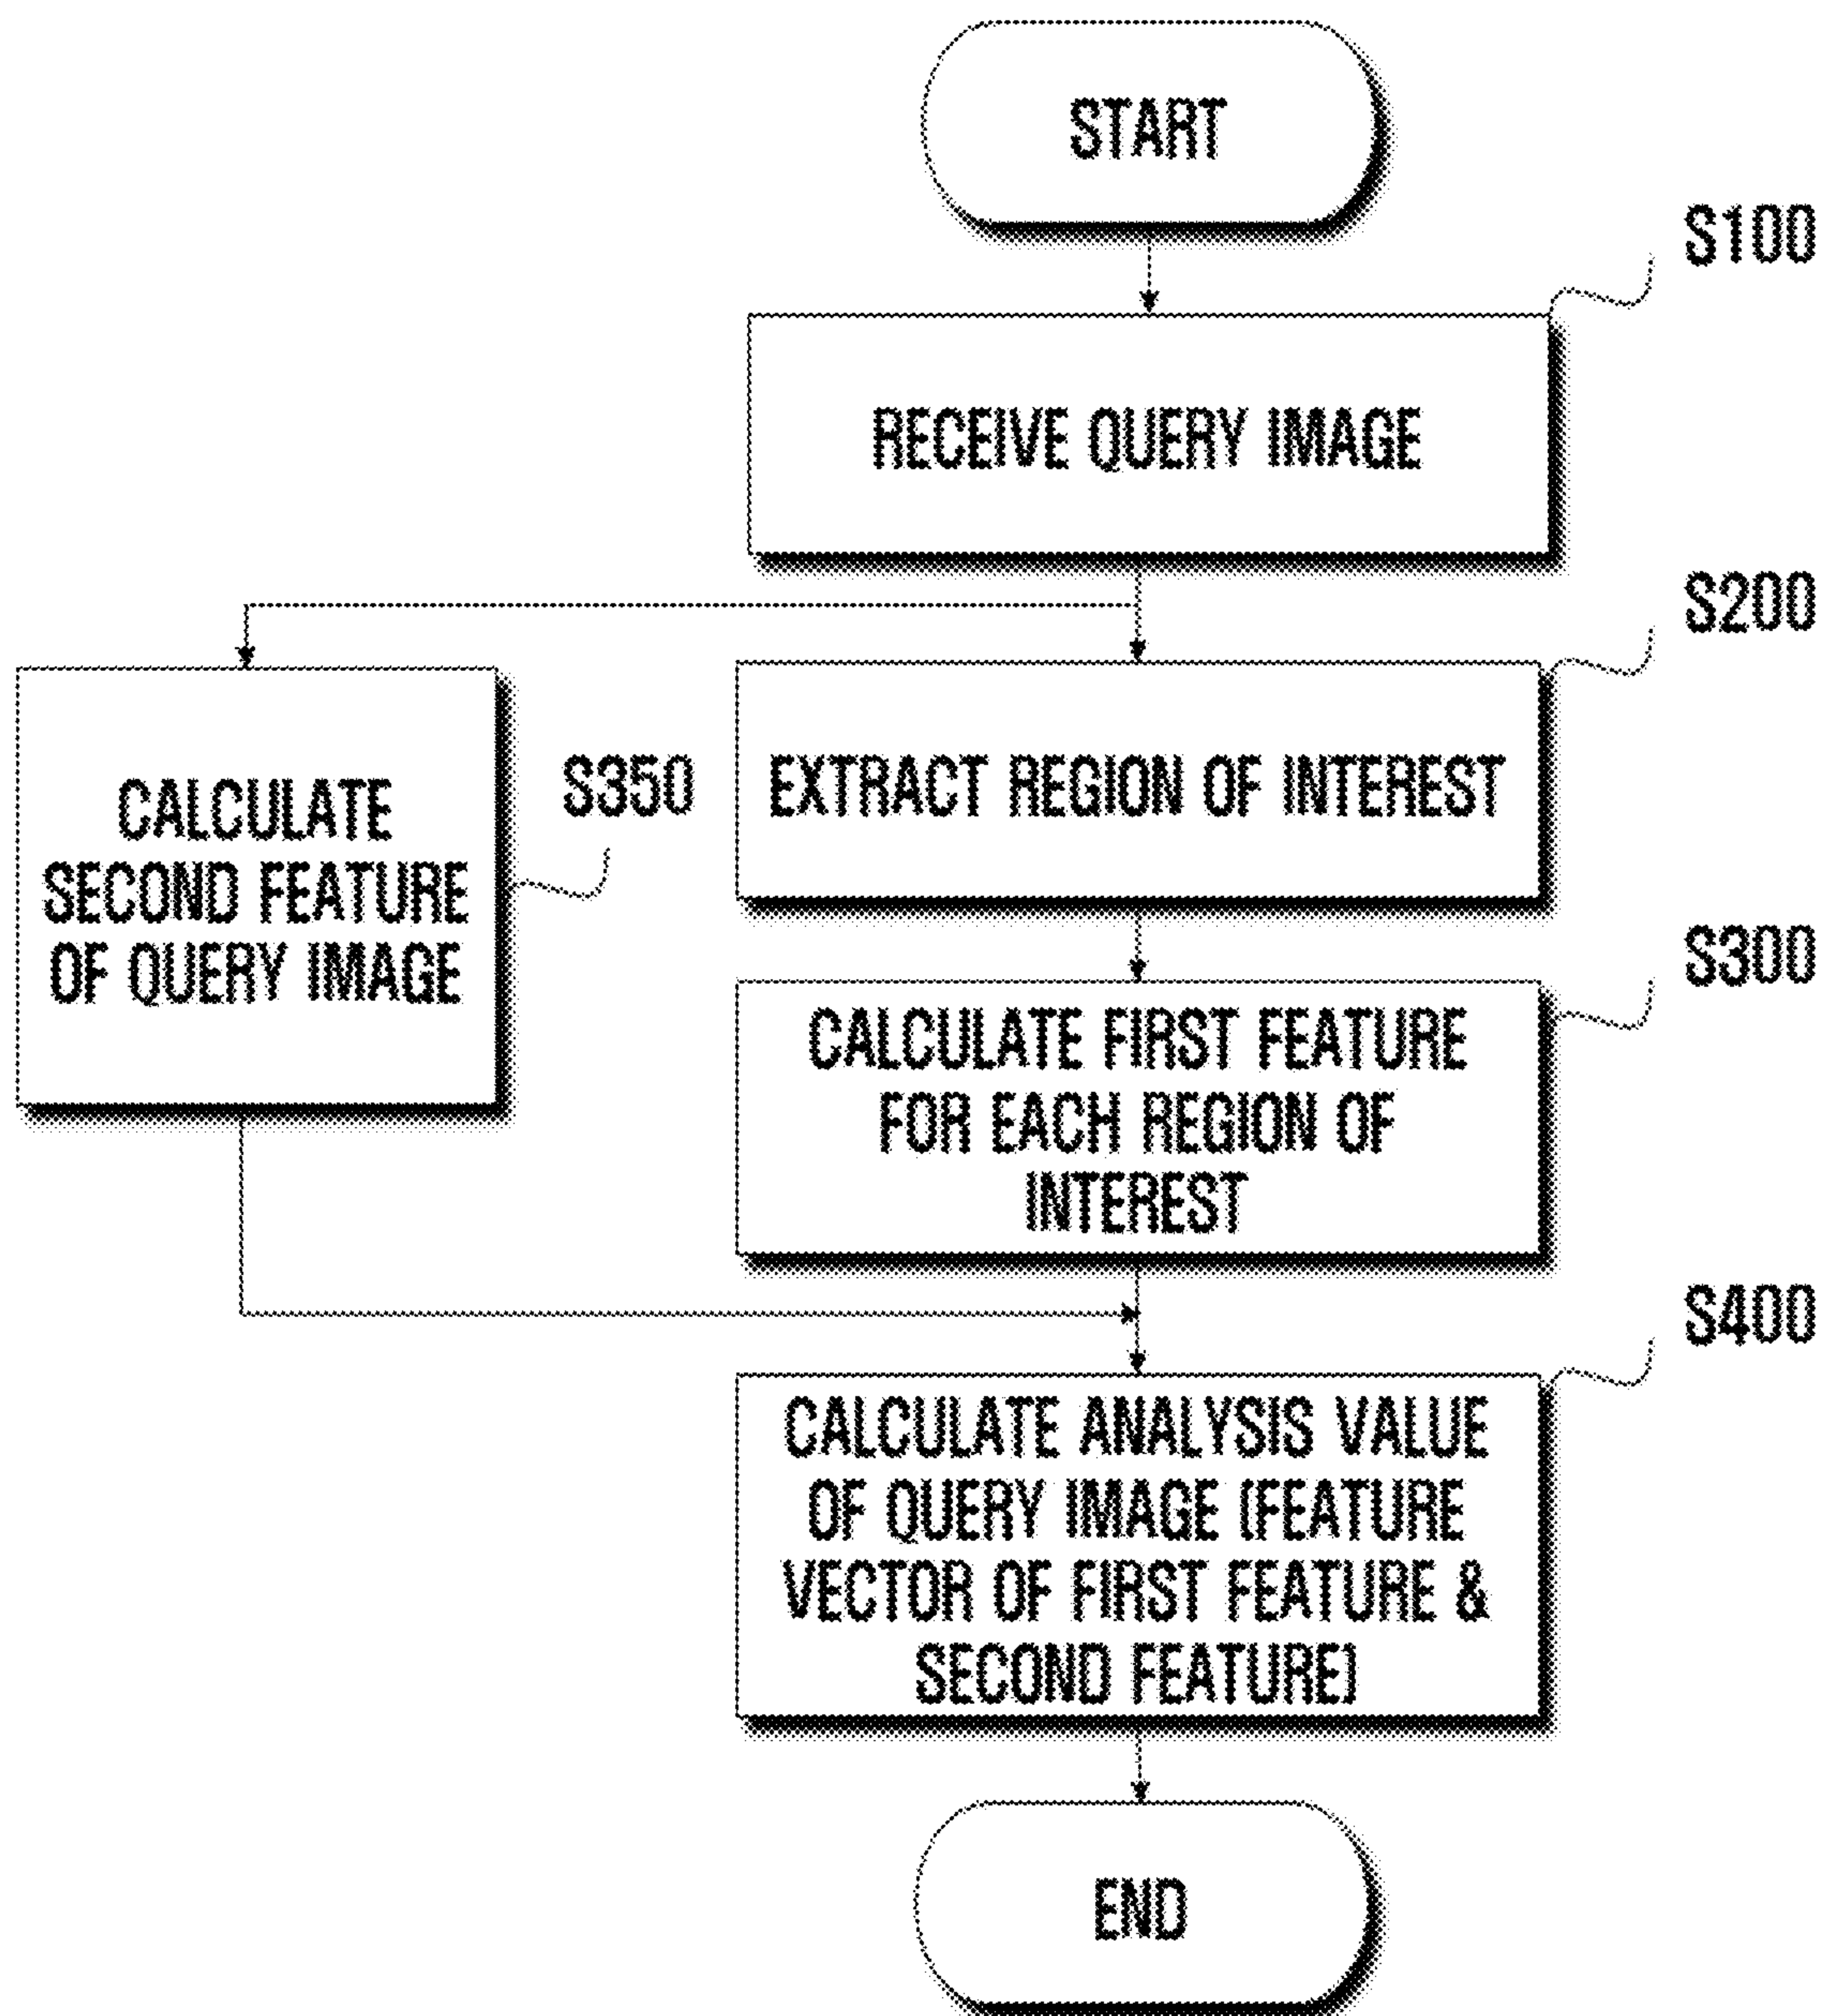 START
S100
RECEIVE QUERY IMAGE
S200
CALCULATE
SECOND FEATURE
OF QUERY IMAGE
S350
EXTRACT REGION OF INTEREST
S300
CALCULATE FIRST FEATURE
FOR EACH REGION OF
INTEREST
S400
CALCULATE ANALYSIS VALUE
OF QUERY IMAGE [FEATURE
VECTOR OF FIRST FEATURE &
SECOND FEATURE]
END